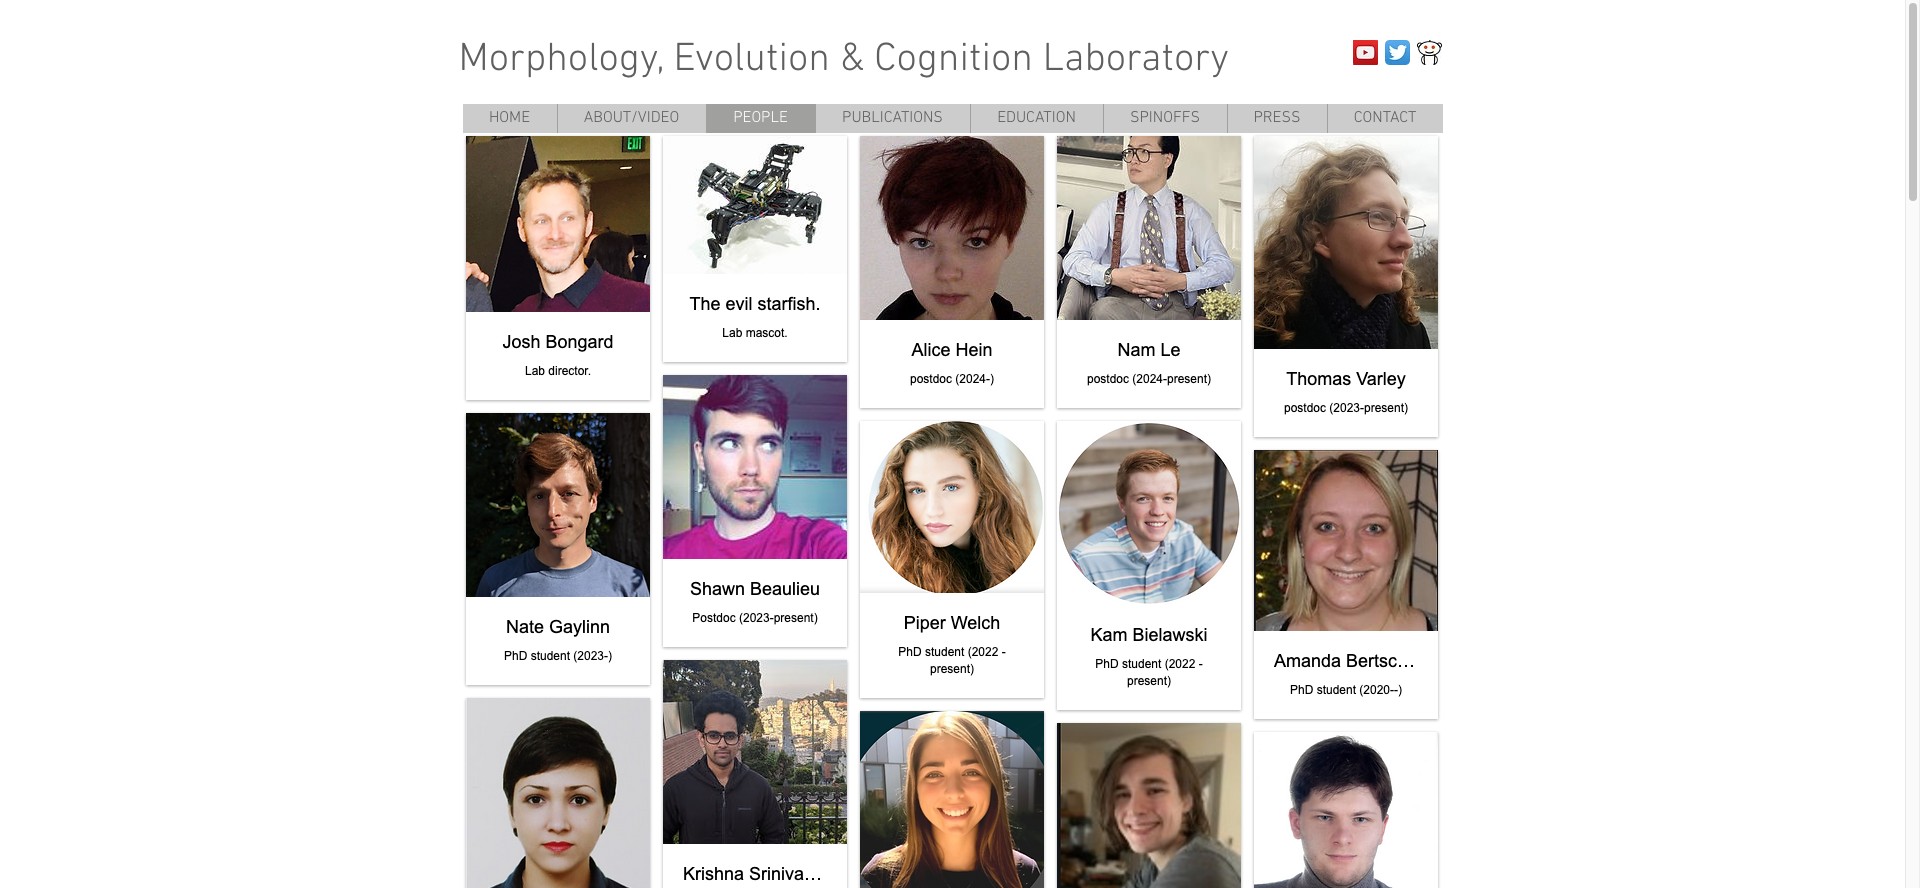 Morphology, Evolution & Cognition Laboratory
HOME
ABOUT/VIDEO
PEOPLE
PUBLICATIONS
EDUCATION
SPINOFFS
PRESS
CONTACT
EXIT
Josh Bongard
Lab director.
The evil starfish.
Lab mascot.
Alice Hein
postdoc (2024-)
Nam Le
postdoc (2024-present)
Thomas Varley
postdoc (2023-present)
Nate Gaylinn
PhD student (2023-)
Shawn Beaulieu
Postdoc (2023-present)
Piper Welch
PhD student (2022 -
present)
Kam Bielawski
PhD student (2022 -
present)
Amanda Bertsc...
PhD student (2020--)
Krishna Sriniva...